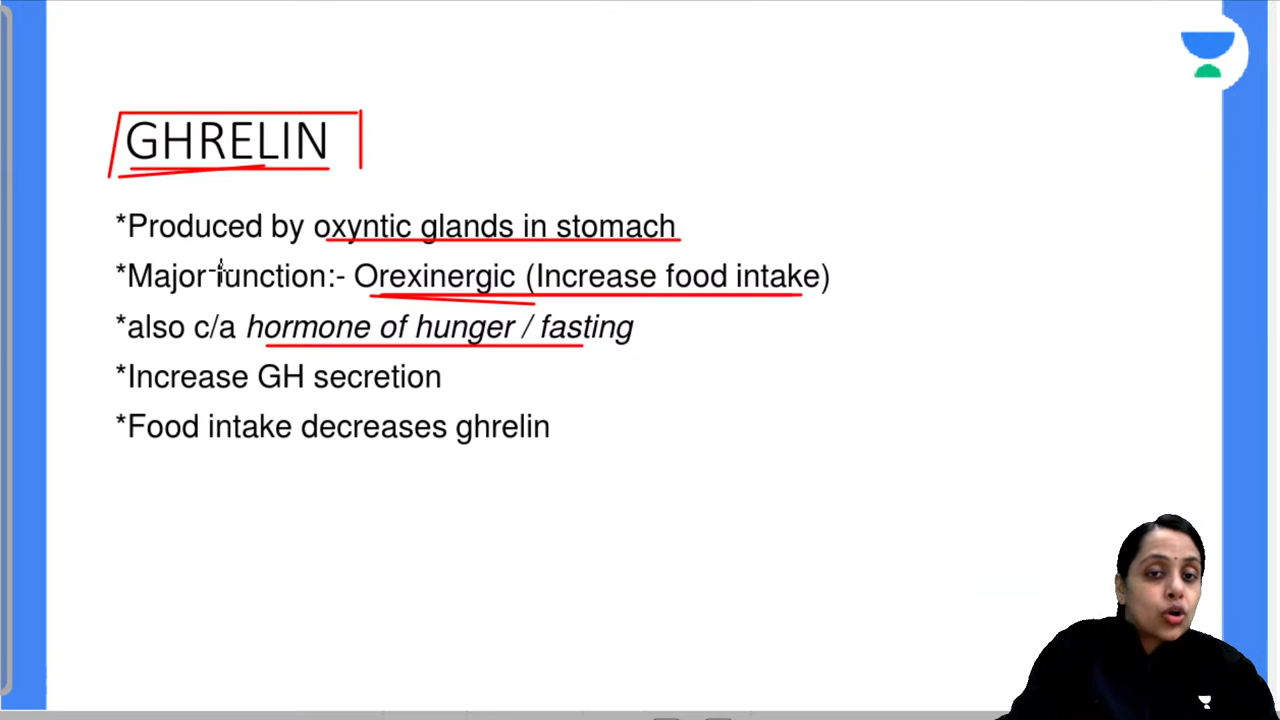 GHRELIN
*Produced by oxyntic glands in stomach
*Major function:- Orexinergic (Increase food intake)
*also c/a hormone of hunger / fasting
*Increase GH secretion
*Food intake decreases ghrelin